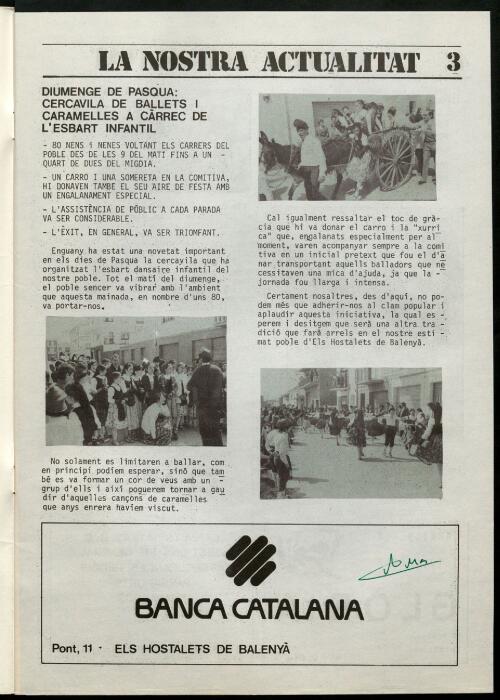 LA NOSTRA ACTUALITAT 3
DIUMENGE DE PASQUA:
CERCAVILA DE BALLETS I
CARAMELLES A CÀRREC DE
L'ESBART INFANTIL
- 80 NENS i NENES VOLTANT ELS CARRERS DEL
POBLE DES DE LES 9 DEL MATI FINS A UN -
QUART DE DUES DEL MIGDIA.
- UN CARRO I UNA SOMERETA EN LA COMITIVA,
HI DONAVEN TAMBE EL SEU AIRE DE FESTA AMB
UN ENGALANAMENT ESPECIAL.
- L'ASSISTÈNCIA DE PÚBLIC A CADA PARADA
VA SER CONSIDERABLE.
- L'ÈXIT, EN GENERAL, VA SER TRIOMFANT.
Enguany ha estat una novetat important
en els dies de Pasqua la cercavila que ha
organitzat l'esbart dansaire infantil del
nostre poble. Tot el matí del diumenge,
el poble sencer va vibrar amb l'ambient
que aquesta mainada, en nombre d'uns 80,
va portar-nos.
No solament es limitaren a ballar, com
en principi podíem esperar, sinó que tam
bé es va formar un cor de veus amb un -
grup d'ells i així poguerem tornar a gau
dir d'aquelles cançons de caramelles
que anys enrera havíem viscut.
Cal igualment ressaltar el toc de grà-
cia que hi va donar el carro i la "xurri
ca" que, engalanats especialment per al
moment, varen acompanyar sempre a la comi
tiva en un inicial pretext que fou el d'a
nar transportant aquells balladors que ne
cessitaven una mica d'ajuda, ja que la -
jornada fou llarga i intensa.
Certament nosaltres, des d'aquí, no po-
dem més que adherir-nos al clam popular i
aplaudir aquesta iniciativa, la qual es -
perem i desitgem que serà una altra tra -
dició que farà arrels en el nostre esti -
mat poble d'Els Hostalets de Balenyà.
BANCA CATALANA
Pont, 11 · ELS HOSTALETS DE BALENYÀ